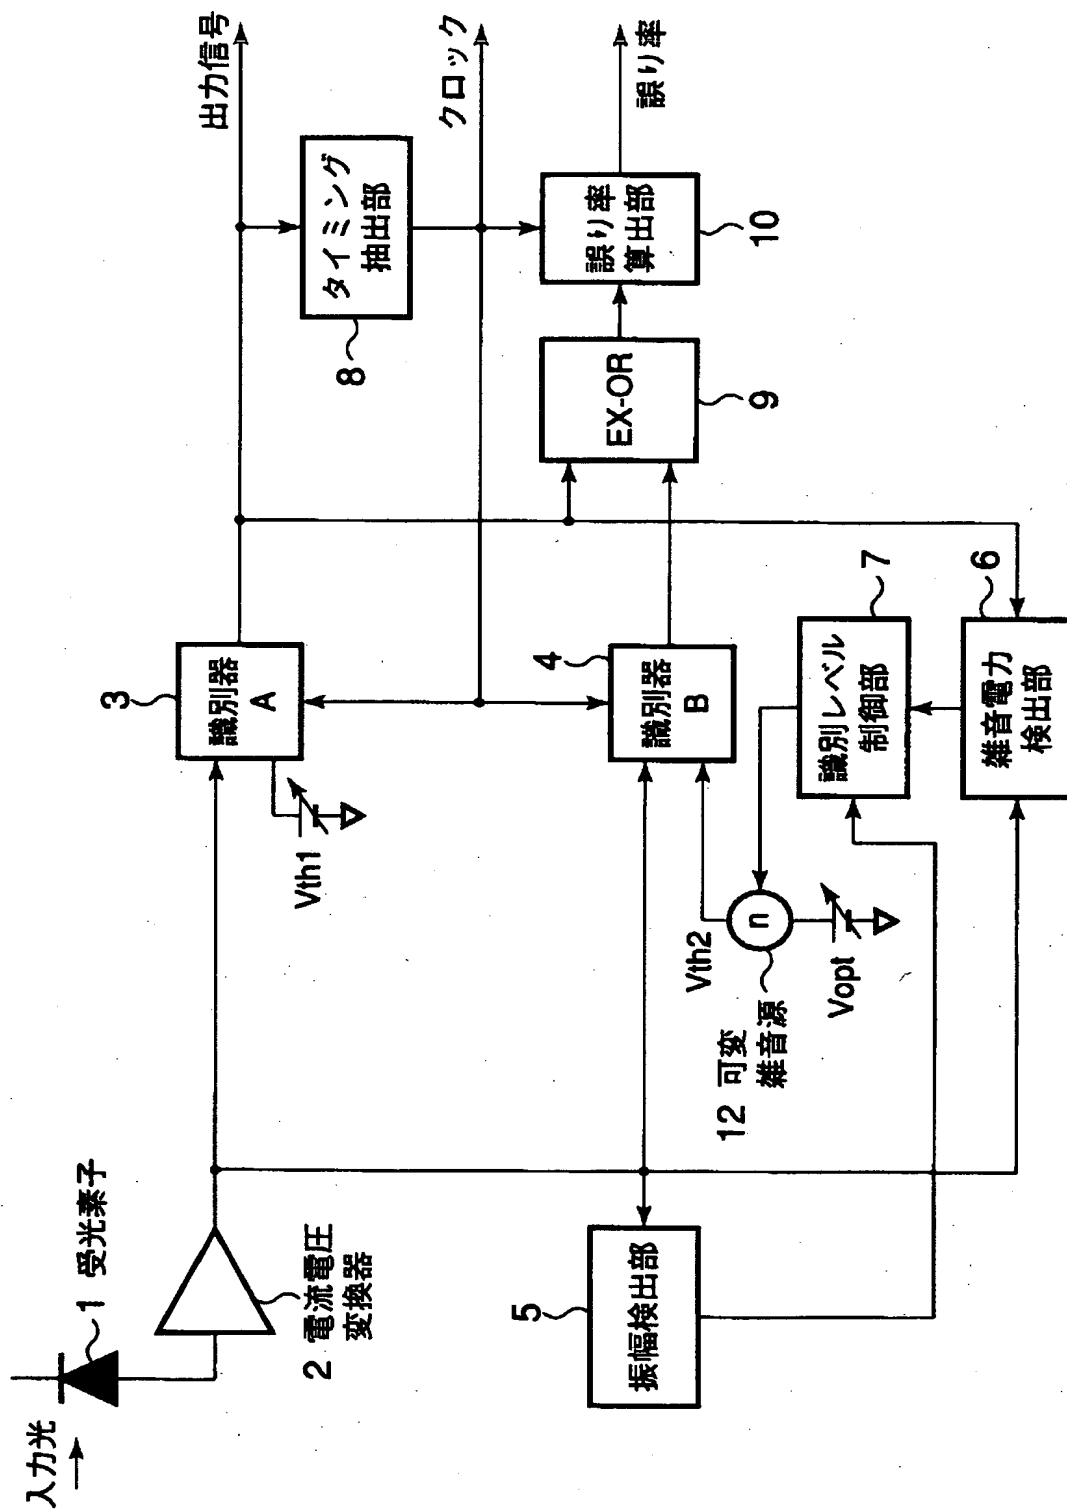 入力光
1 受光素子
2 電流電圧
変換器
3
識別器
A
Vth1
出力信号
8
タイミング
抽出部
クロック
4
識別器
B
Vth2
n
Vopt
12 可変
雑音源
5
振幅検出部
7
識別レベル
制御部
6
雑音電力
検出部
9
EX-OR
10
誤り率
算出部
誤り率